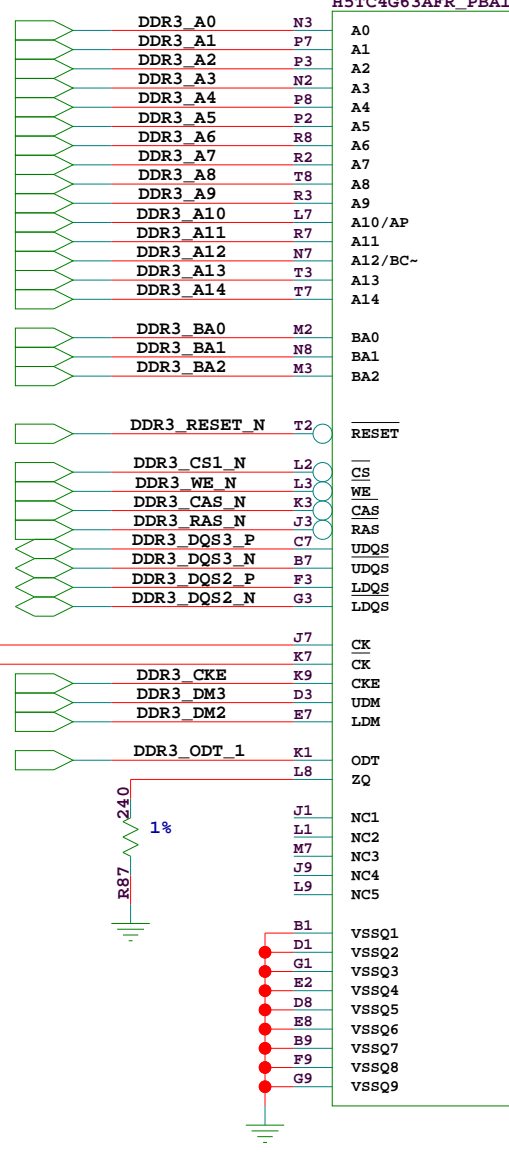 H5TC4G63AFR_PBA1
DDR3_A0 N3 A0
DDR3_A1 P7 A1
DDR3_A2 P3 A2
DDR3_A3 N2 A3
DDR3_A4 P8 A4
DDR3_A5 P2 A5
DDR3_A6 R8 A6
DDR3_A7 R2 A7
DDR3_A8 T8 A8
DDR3_A9 R3 A9
DDR3_A10 L7 A10/AP
DDR3_A11 R7 A11
DDR3_A12 N7 A12/BC~
DDR3_A13 T3 A13
DDR3_A14 T7 A14
DDR3_BA0 M2 BA0
DDR3_BA1 N8 BA1
DDR3_BA2 M3 BA2
DDR3_RESET_N T2 RESET
DDR3_CS1_N L2 CS
DDR3_WE_N L3 WE
DDR3_CAS_N K3 CAS
DDR3_RAS_N J3 RAS
DDR3_DQS3_P C7 UDQS
DDR3_DQS3_N B7 UDQS
DDR3_DQS2_P F3 LDQS
DDR3_DQS2_N G3 LDQS
J7 CK
K7 CK
DDR3_CKE K9 CKE
DDR3_DM3 D3 UDM
DDR3_DM2 E7 LDM
DDR3_ODT_1 K1 ODT
L8 ZQ
240
1%
R87
J1 NC1
L1 NC2
M7 NC3
J9 NC4
L9 NC5
B1 VSSQ1
D1 VSSQ2
G1 VSSQ3
E2 VSSQ4
D8 VSSQ5
E8 VSSQ6
B9 VSSQ7
F9 VSSQ8
G9 VSSQ9